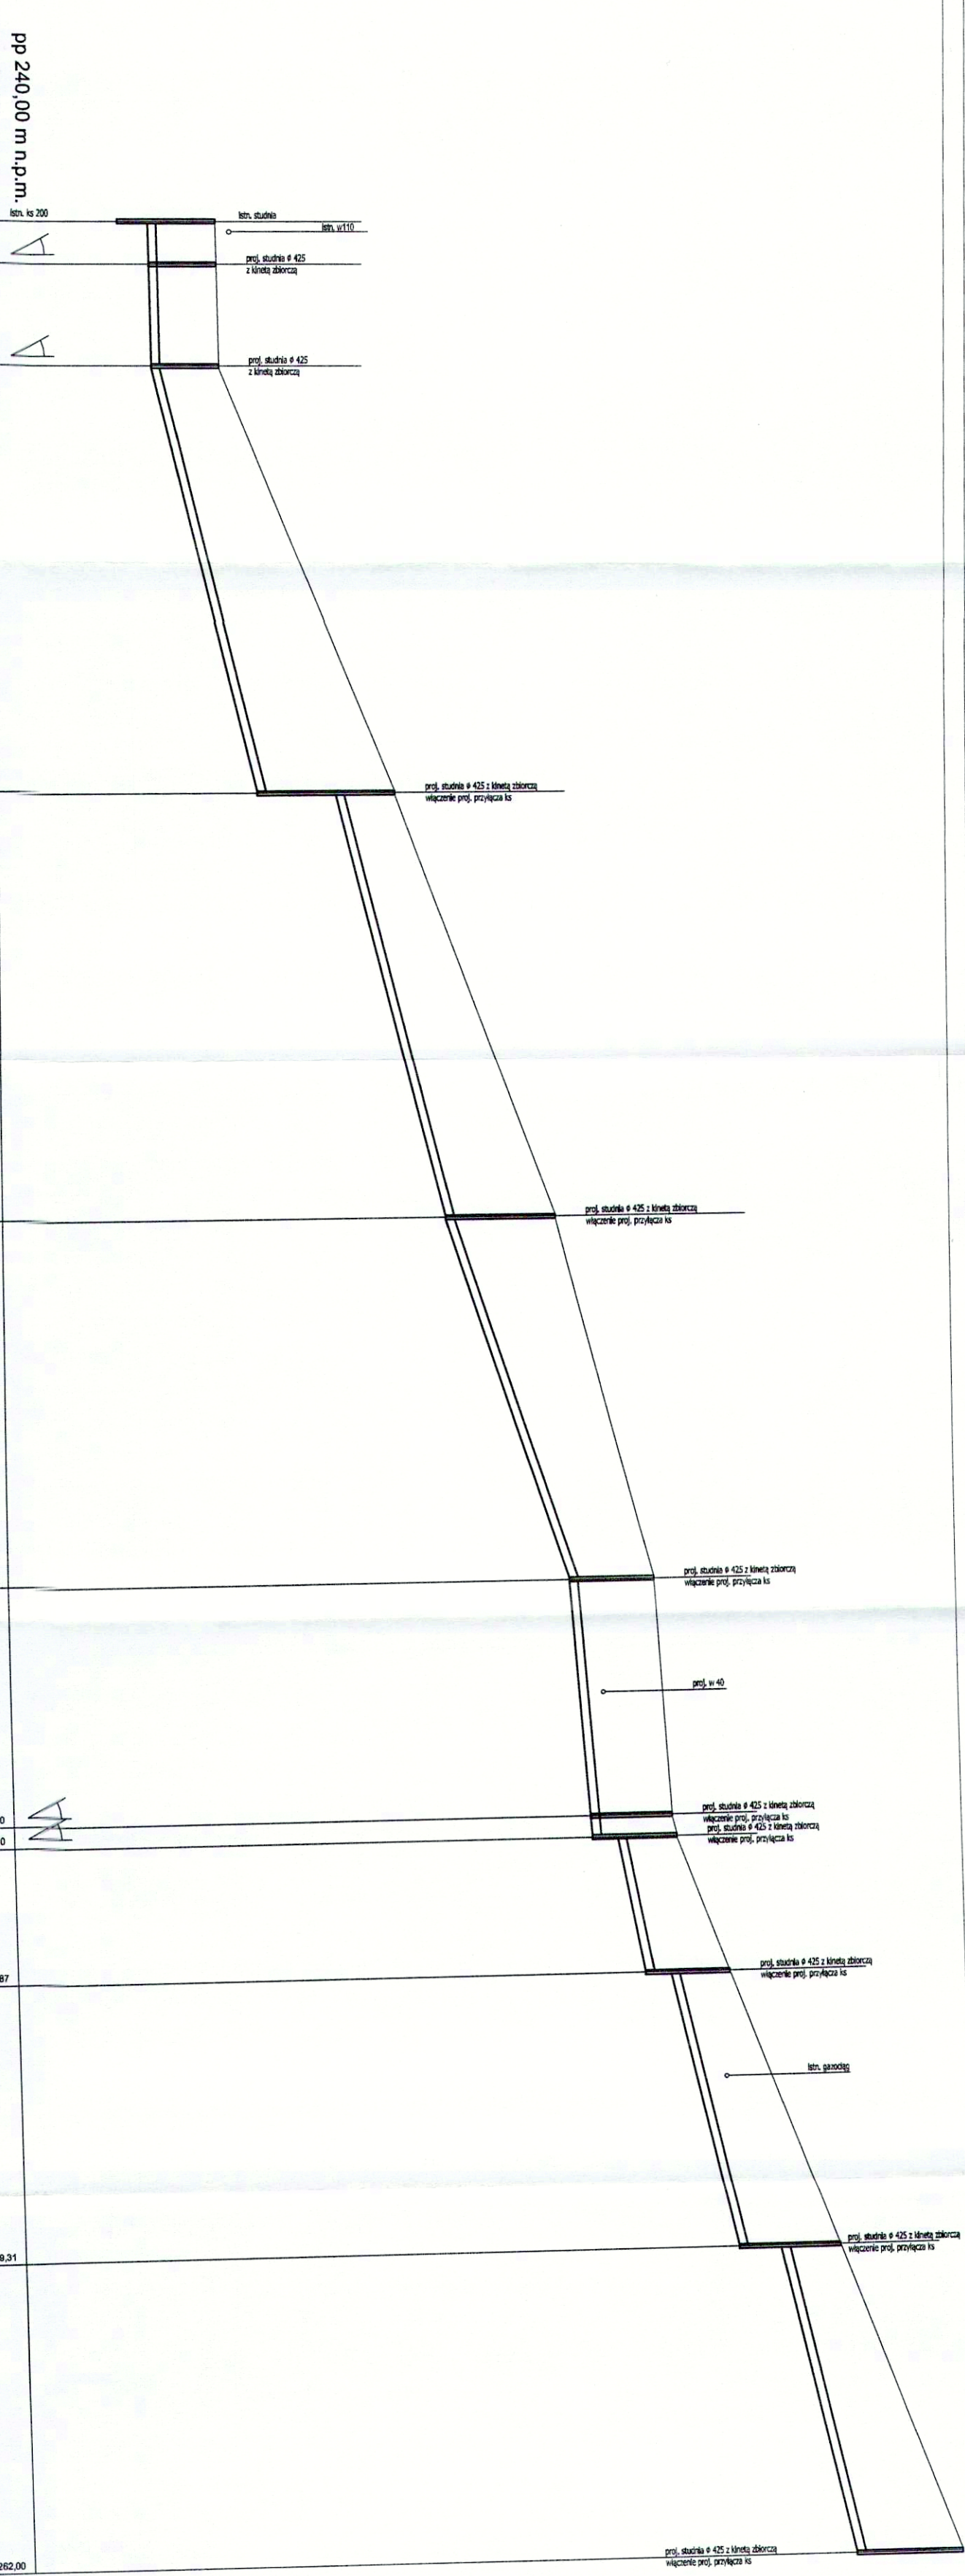 pp 240,00 m n.p.m.
istn. ks 200
istn. studnia
istn. w110
proj. studnia ϕ 425
z kinetą zbiorczą
proj. studnia ϕ 425
z kinetą zbiorczą
proj. studnia ϕ 425 z kinetą zbiorczą
włączenie proj. przyłącza ks
proj. studnia ϕ 425 z kinetą zbiorczą
włączenie proj. przyłącza ks
proj. studnia ϕ 425 z kinetą zbiorczą
włączenie proj. przyłącza ks
proj. w 40
proj. studnia ϕ 425 z kinetą zbiorczą
włączenie proj. przyłącza ks
0
proj. studnia ϕ 425 z kinetą zbiorczą
włączenie proj. przyłącza ks
0
proj. studnia ϕ 425 z kinetą zbiorczą
włączenie proj. przyłącza ks
87
istn. gazociąg
proj. studnia ϕ 425 z kinetą zbiorczą
włączenie proj. przyłącza ks
9,31
proj. studnia ϕ 425 z kinetą zbiorczą
włączenie proj. przyłącza ks
262,00